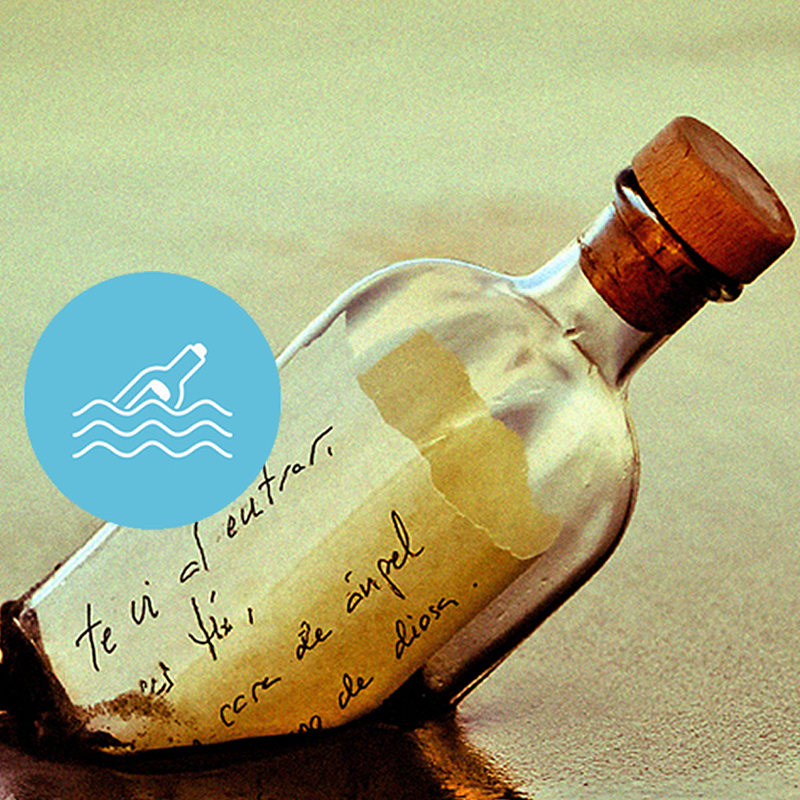 te vi al entrar,
cara de ángel
de diosa.